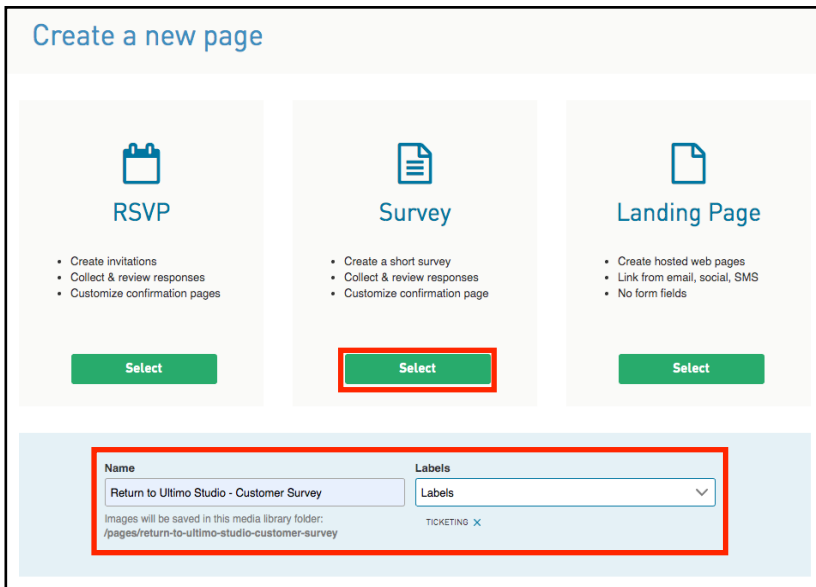 Create a new page
RSVP
• Create invitations
• Collect & review responses
• Customize confirmation pages
Select
Survey
• Create a short survey
• Collect & review responses
• Customize confirmation page
Select
Landing Page
• Create hosted web pages
• Link from email, social, SMS
• No form fields
Select
Name
Return to Ultimo Studio - Customer Survey
Images will be saved in this media library folder:
/pages/return-to-ultimo-studio-customer-survey
Labels
Labels
TICKETING X